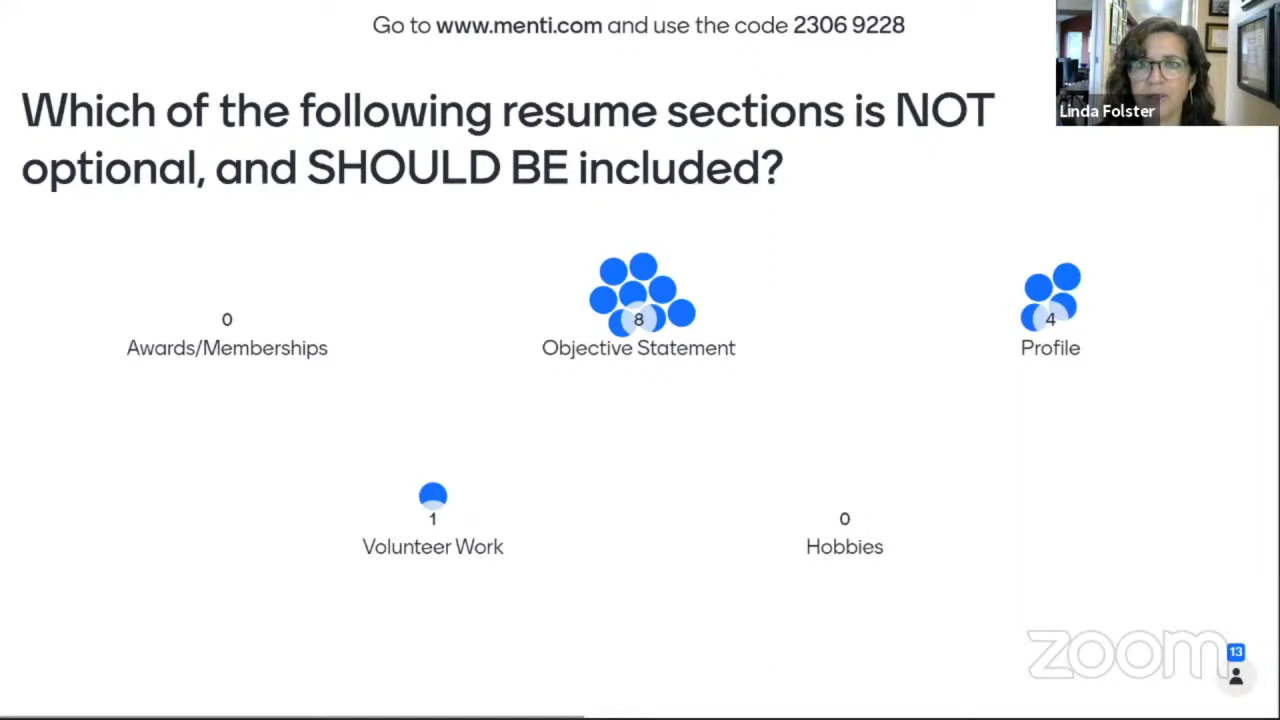 Go to www.menti.com and use the code 2306 9228
Linda Folster
Which of the following resume sections is NOT
optional, and SHOULD BE included?
0
Awards/Memberships
8
Objective Statement
4
Profile
1
Volunteer Work
0
Hobbies
zoom
13